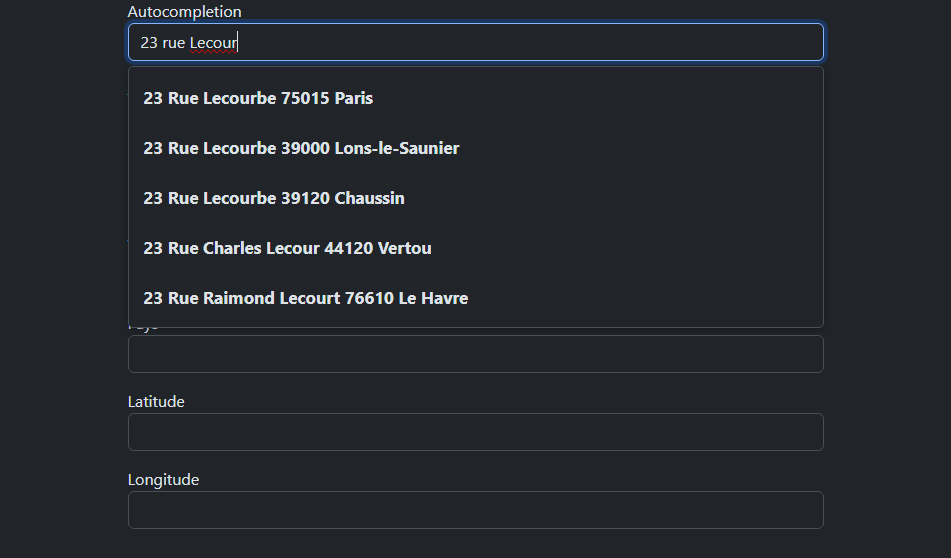 Autocompletion
23 rue Lecour
23 Rue Lecourbe 75015 Paris
23 Rue Lecourbe 39000 Lons-le-Saunier
23 Rue Lecourbe 39120 Chaussin
23 Rue Charles Lecour 44120 Vertou
23 Rue Raimond Lecourt 76610 Le Havre
Latitude
Longitude